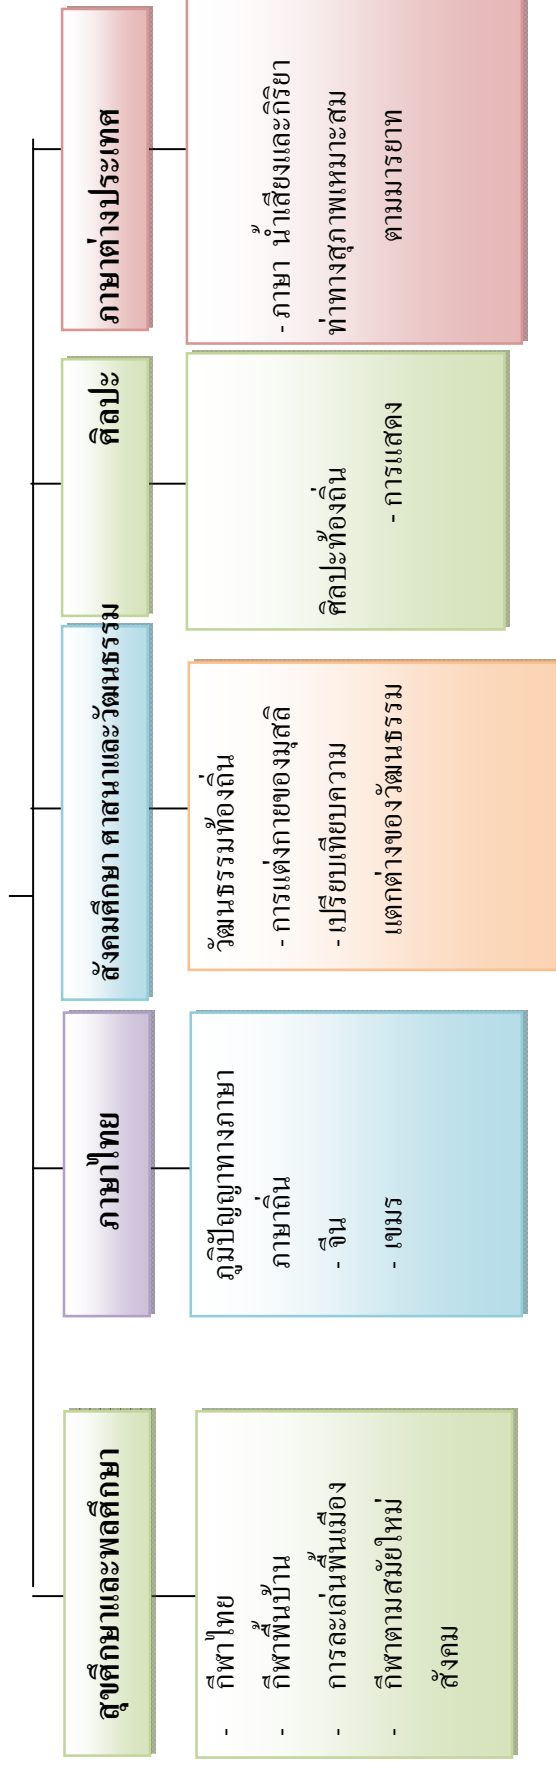 สุขศึกษาและพลศึกษา
- กีฬาไทย
- กีฬาพื้นบ้าน
- การละเล่นพื้นเมือง
- กีฬาตามสมัยใหม่
สังคม
ภาษาไทย
ภูมิปัญญาทางภาษา
ภาษาถิ่น
- จีน
- เขมร
สังคมศึกษา ศาสนาและวัฒนธรรม
วัฒนธรรมท้องถิ่น
- การแต่งกายของมุสลิ
- เปรียบเทียบความ
แตกต่างของวัฒนธรรม
ศิลปะ
ศิลปะท้องถิ่น
- การแสดง
ภาษาต่างประเทศ
- ภาษา น้ำเสียงและกิริยา
ท่าทางสุภาพเหมาะสม
ตามมารยาท